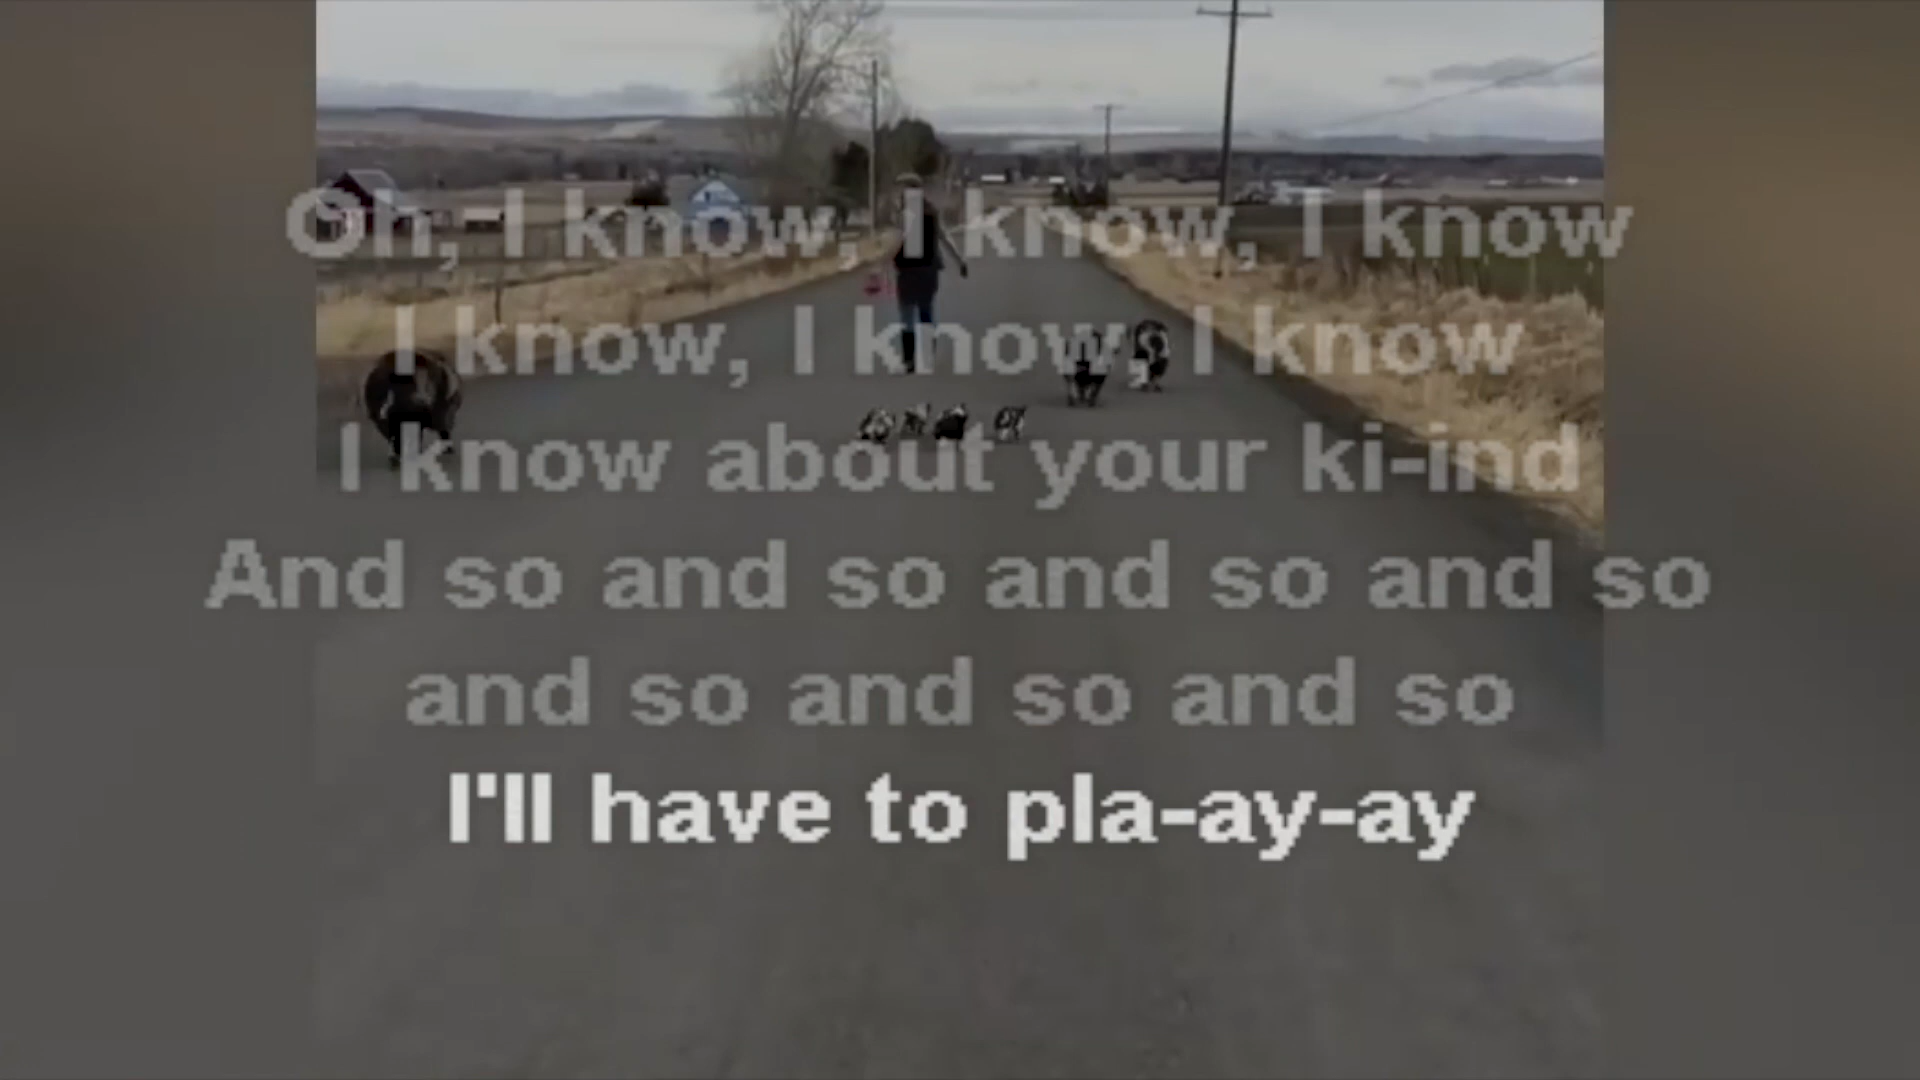 Oh, I know, I know, I know
I know, I know, I know
I know about your ki-ind
And so and so and so and so
and so and so and so
I'll have to pla-ay-ay